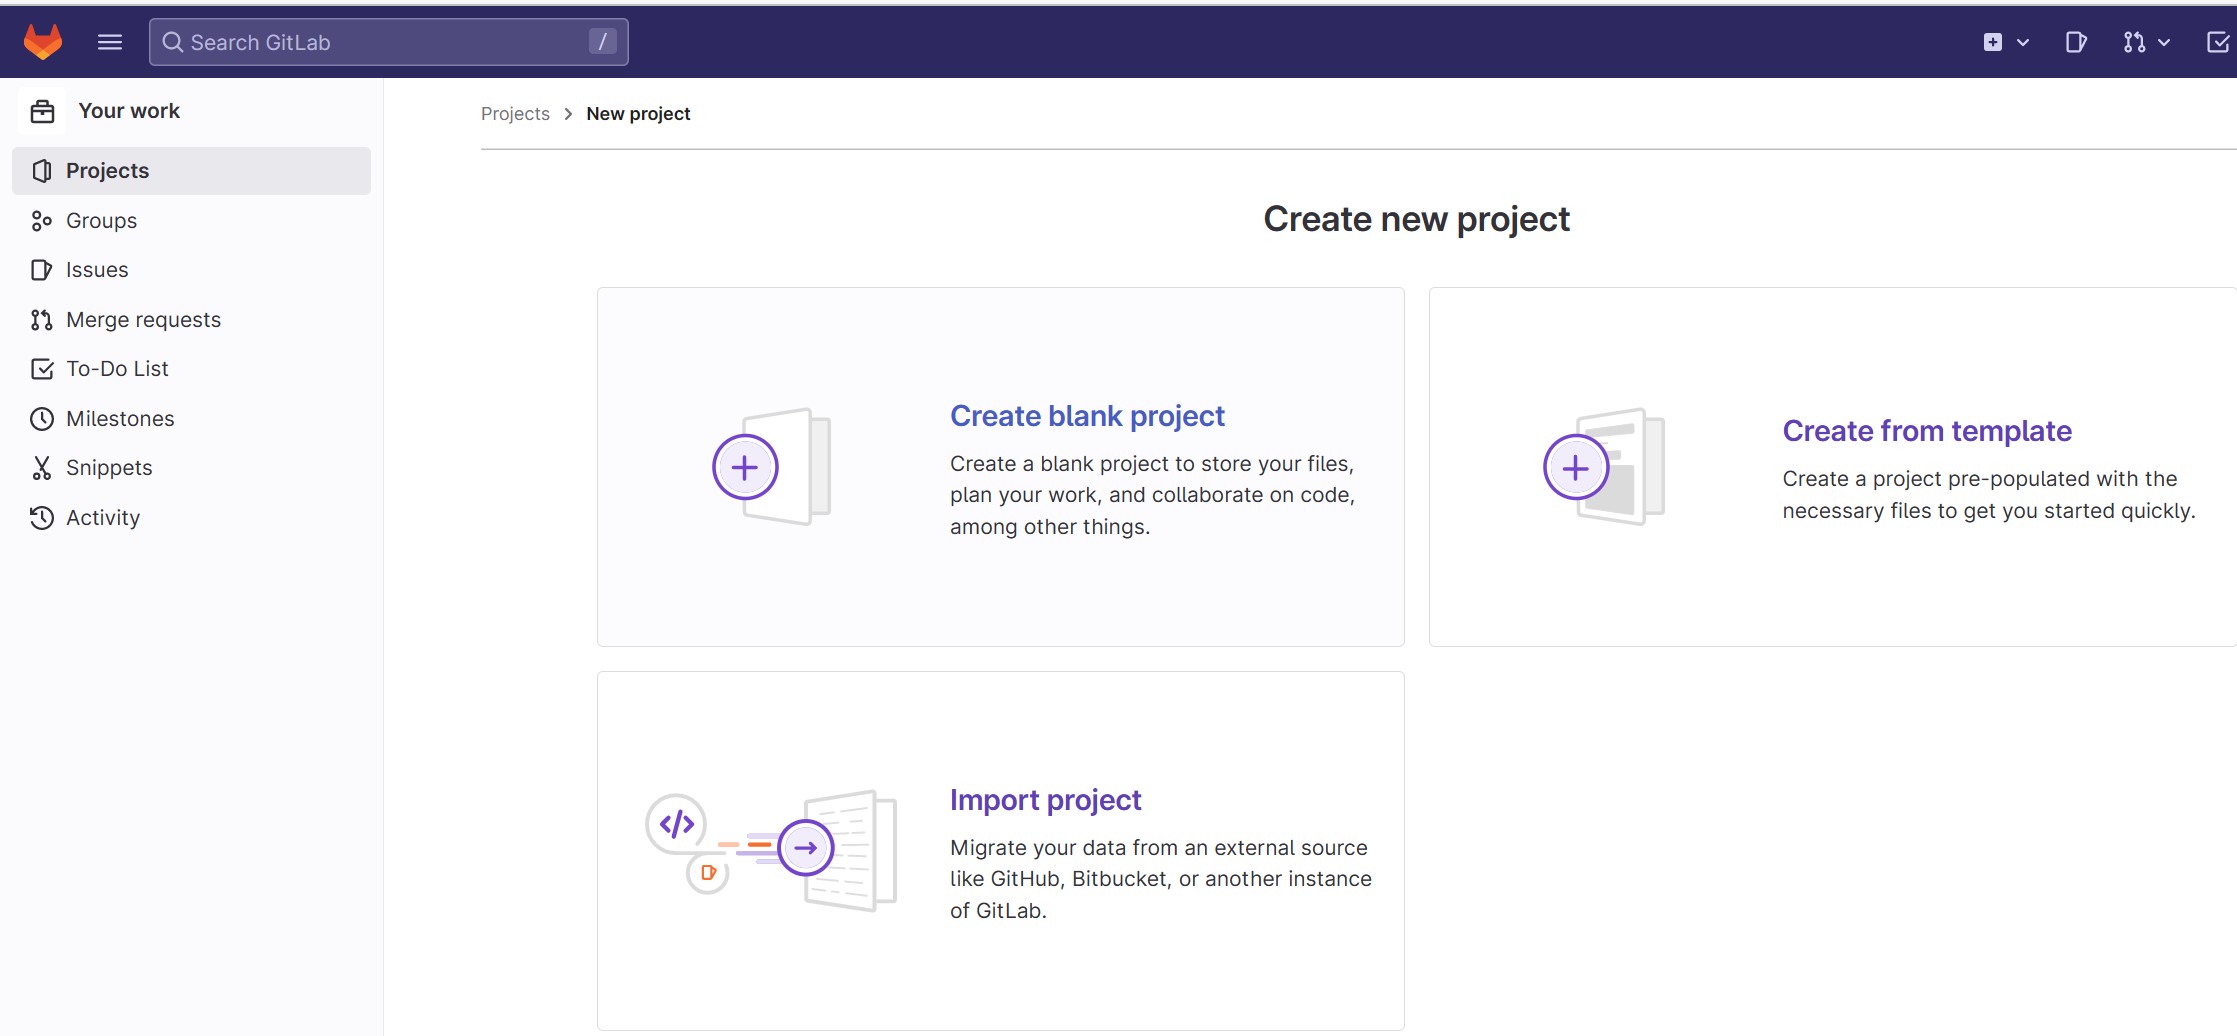 Search GitLab /
Your work
Projects
Groups
Issues
Merge requests
To-Do List
Milestones
Snippets
Activity
Projects > New project
Create new project
Create blank project
Create a blank project to store your files,
plan your work, and collaborate on code,
among other things.
Create from template
Create a project pre-populated with the
necessary files to get you started quickly.
Import project
Migrate your data from an external source
like GitHub, Bitbucket, or another instance
of GitLab.